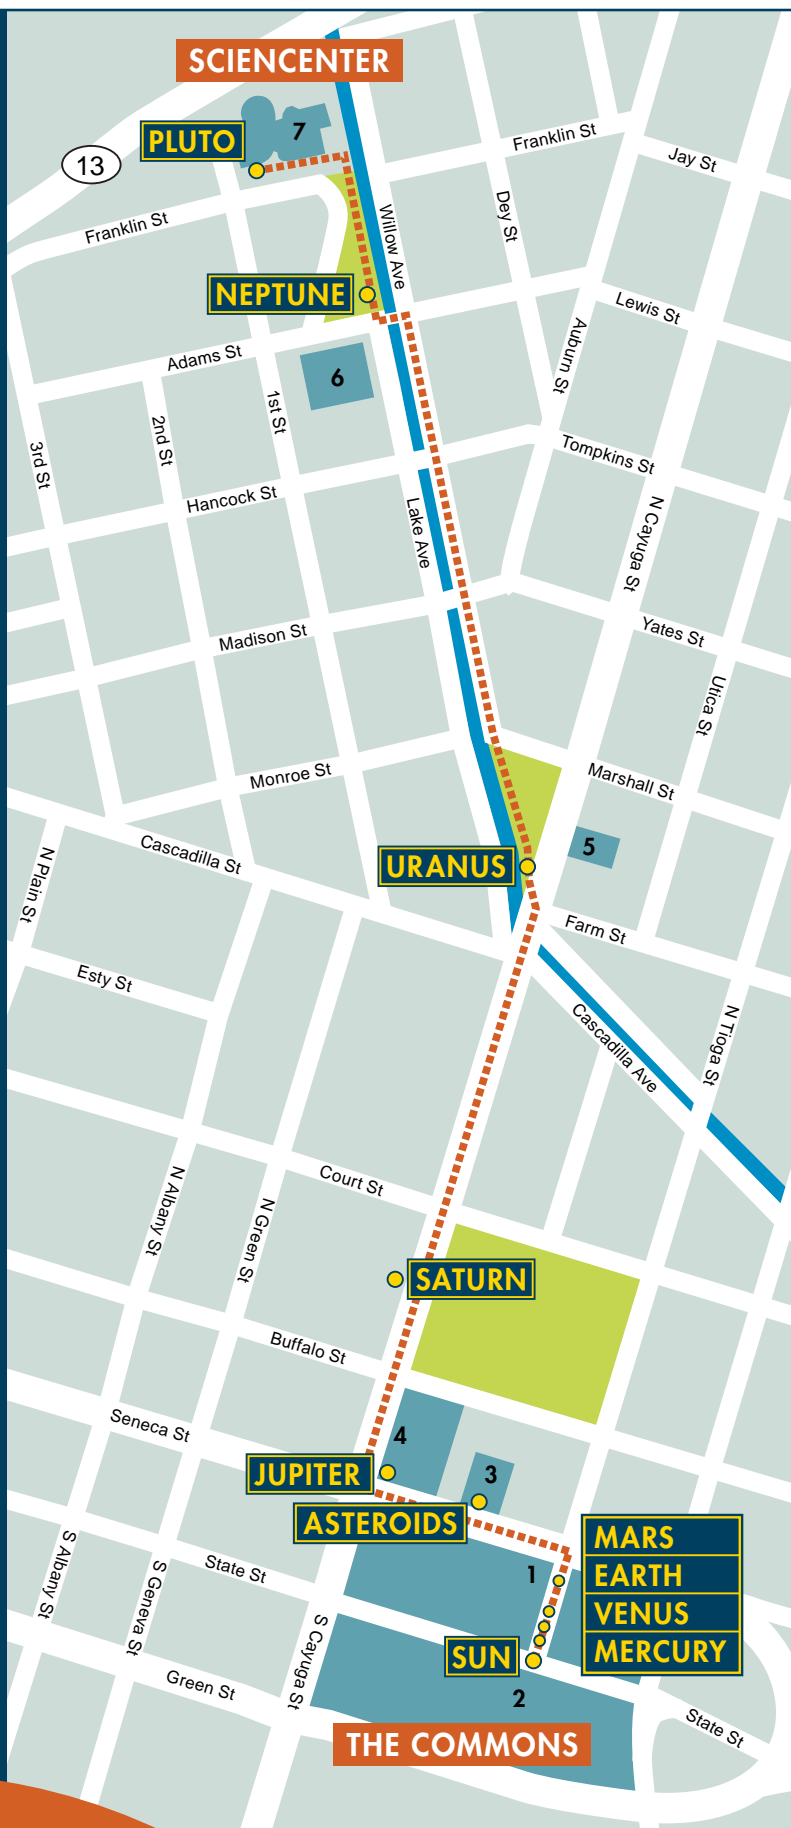 SCIENCENTER
7
PLUTO
13
Franklin St
Jay St
Franklin St
Willow Ave
Dey St
NEPTUNE
Lewis St
Adams St
6
Auburn St
1st St
2nd St
3rd St
Tompkins St
Hancock St
Lake Ave
N Cayuga St
Madison St
Yates St
Utica St
Monroe St
Marshall St
Cascadilla St
5
URANUS
N Plain St
Farm St
Esty St
Cascadilla Ave
N Tioga St
Court St
N Albany St
N Green St
SATURN
Buffalo St
Seneca St
4
JUPITER
3
ASTEROIDS
MARS
EARTH
VENUS
MERCURY
1
State St
S Albany St
S Geneva St
S Cayuga St
SUN
2
Green St
State St
THE COMMONS